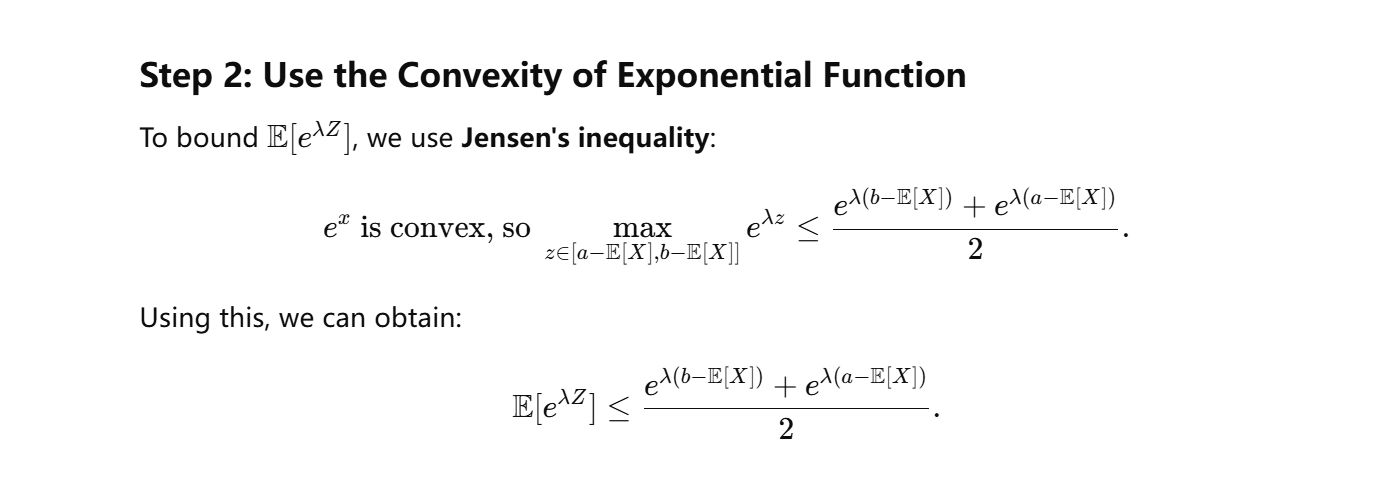 Step 2: Use the Convexity of Exponential Function
To bound $\mathbb{E}[e^{\lambda Z}]$, we use Jensen's inequality:
$e^x \text{ is convex, so } \max_{z \in [a-\mathbb{E}[X], b-\mathbb{E}[X]]} e^{\lambda z} \leq \frac{e^{\lambda(b-\mathbb{E}[X])} + e^{\lambda(a-\mathbb{E}[X])}}{2}.$
Using this, we can obtain:
$\mathbb{E}[e^{\lambda Z}] \leq \frac{e^{\lambda(b-\mathbb{E}[X])} + e^{\lambda(a-\mathbb{E}[X])}}{2}.$